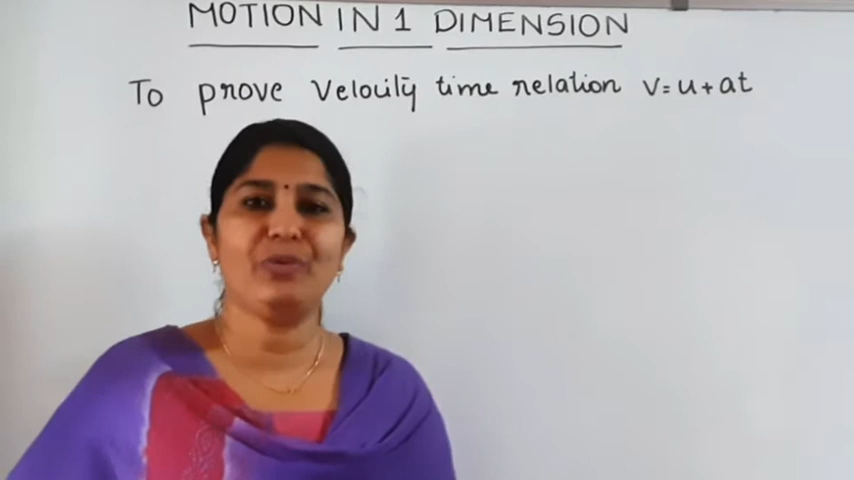 MOTION IN 1 DIMENSION
To prove Velocity time relation v = u + at